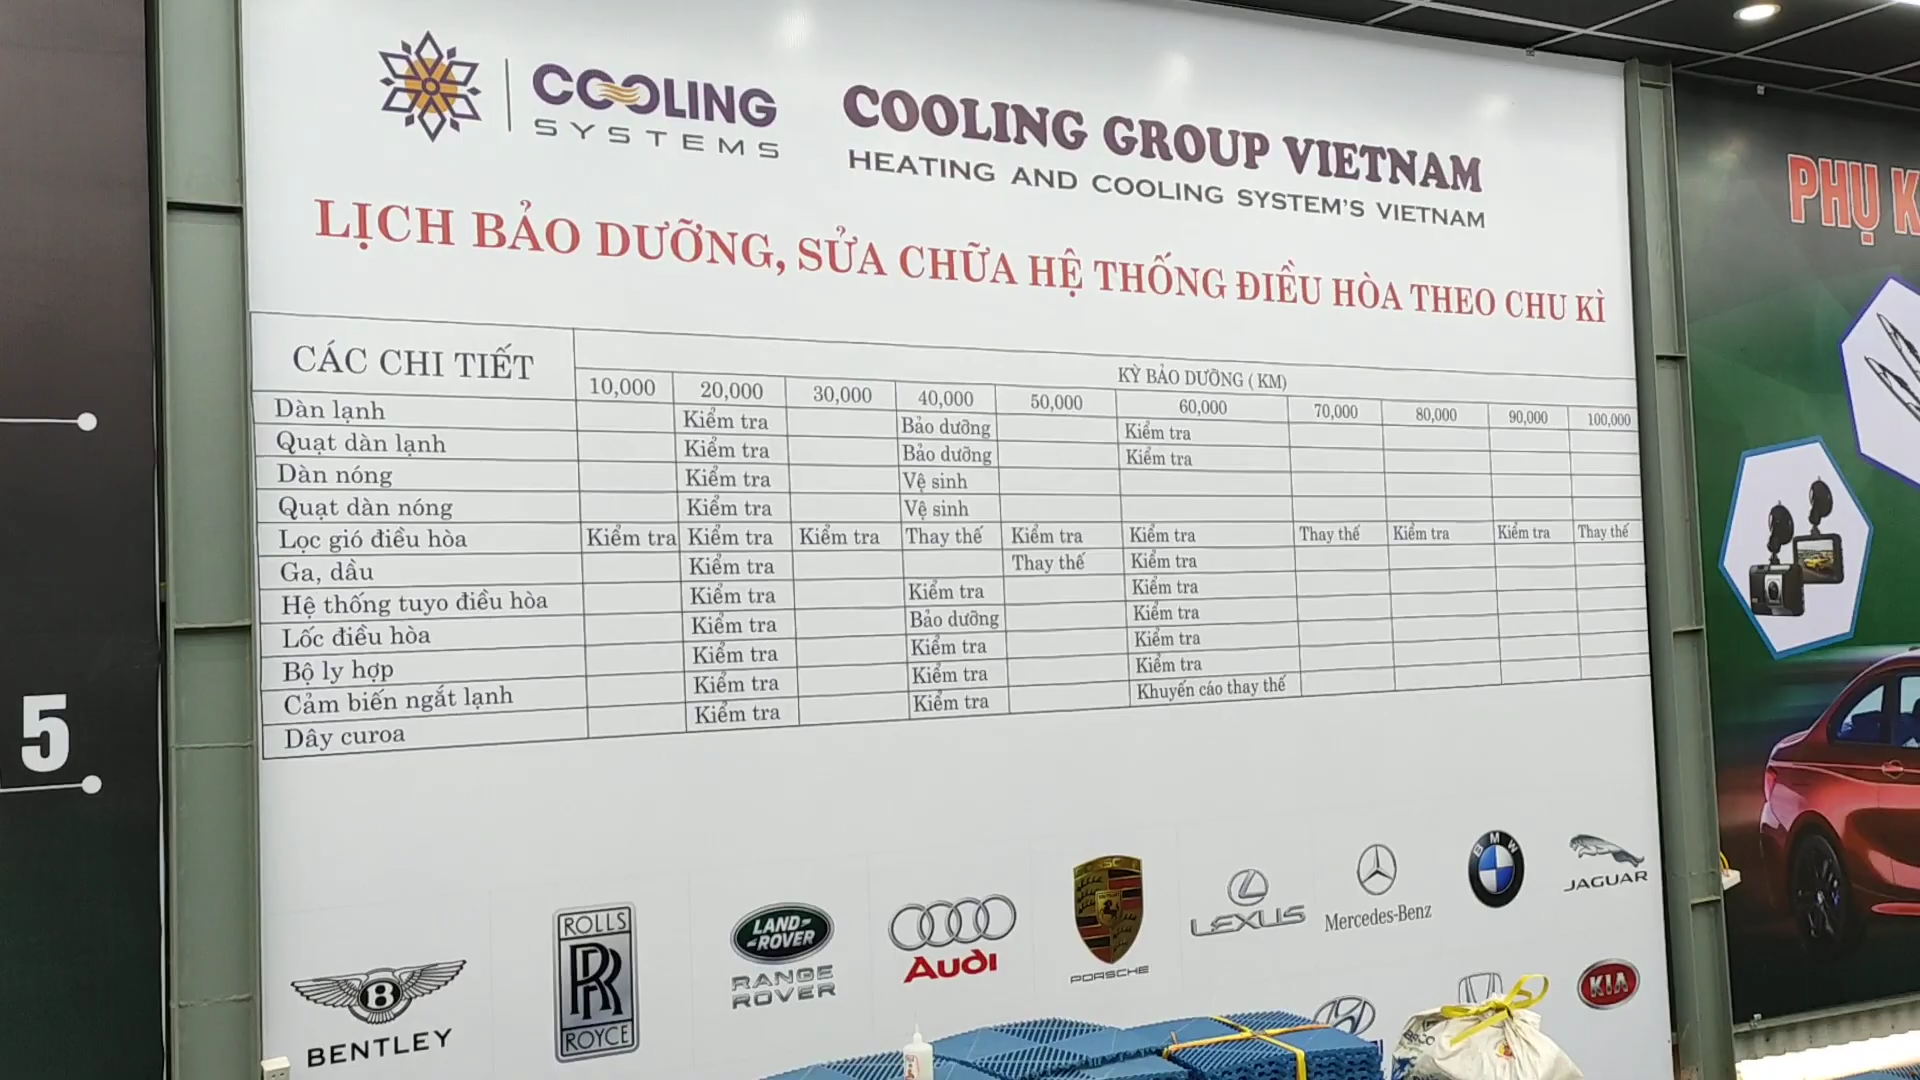 COOLING
SYSTEMS
COOLING GROUP VIETNAM
HEATING AND COOLING SYSTEM'S VIETNAM
LỊCH BẢO DƯỠNG, SỬA CHỮA HỆ THỐNG ĐIỀU HÒA THEO CHU KÌ
CÁC CHI TIẾT KỲ BẢO DƯỠNG ( KM)
10,000 20,000 30,000 40,000 50,000 60,000 70,000 80,000 90,000 100,000
Dàn lạnh Kiểm tra Bảo dưỡng Kiểm tra
Quạt dàn lạnh Kiểm tra Bảo dưỡng Kiểm tra
Dàn nóng Kiểm tra Vệ sinh
Quạt dàn nóng Kiểm tra Vệ sinh
Lọc gió điều hòa Kiểm tra Kiểm tra Kiểm tra Thay thế Kiểm tra Kiểm tra Thay thế Kiểm tra Kiểm tra Thay thế
Ga, dầu Kiểm tra Thay thế Kiểm tra
Hệ thống tuyo điều hòa Kiểm tra Kiểm tra Kiểm tra
Lốc điều hòa Kiểm tra Bảo dưỡng Kiểm tra
Bộ ly hợp Kiểm tra Kiểm tra Kiểm tra
Cảm biến ngắt lạnh Kiểm tra Kiểm tra Kiểm tra
Dây curoa Kiểm tra Kiểm tra Khuyến cáo thay thế
PHỤ K
5
B
BENTLEY
ROLLS
RR
ROYCE
LAND-
-ROVER
RANGE
ROVER
Audi
PORSCHE
LEXUS
Mercedes-Benz
BMW
JAGUAR
KIA